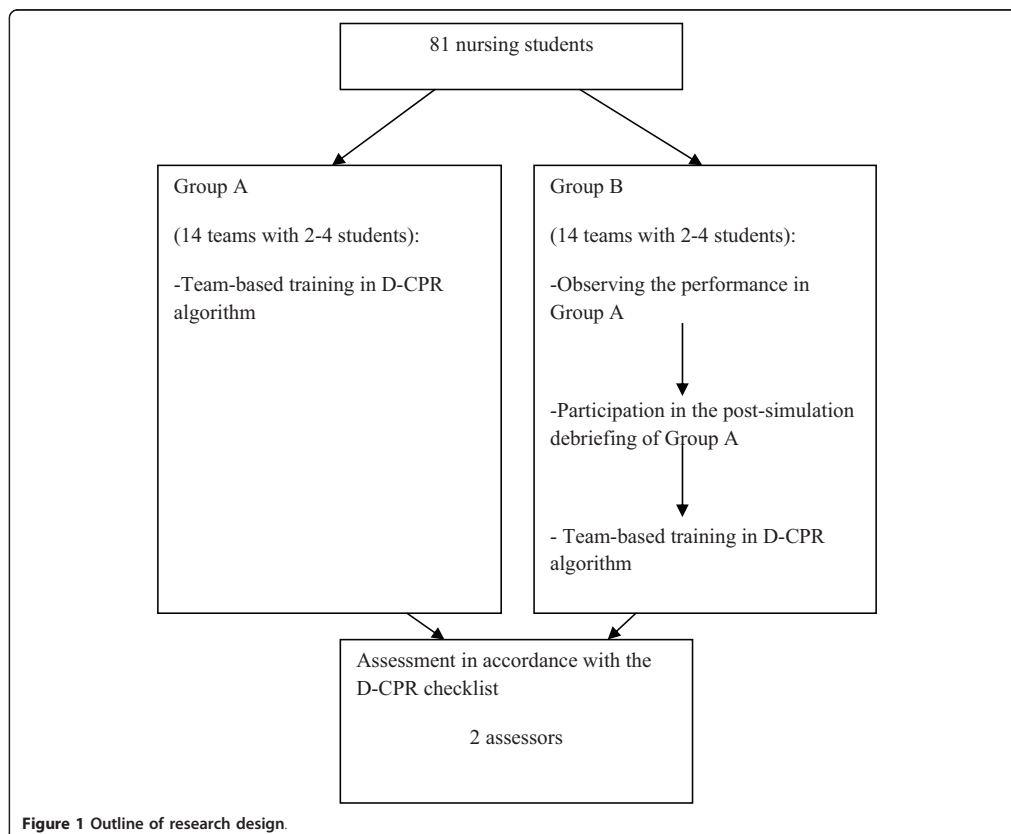 81 nursing students
Group A
(14 teams with 2-4 students):
-Team-based training in D-CPR
algorithm
Group B
(14 teams with 2-4 students):
-Observing the performance in
Group A
-Participation in the post-simulation
debriefing of Group A
- Team-based training in D-CPR
algorithm
Assessment in accordance with the
D-CPR checklist
2 assessors
Figure 1 Outline of research design.